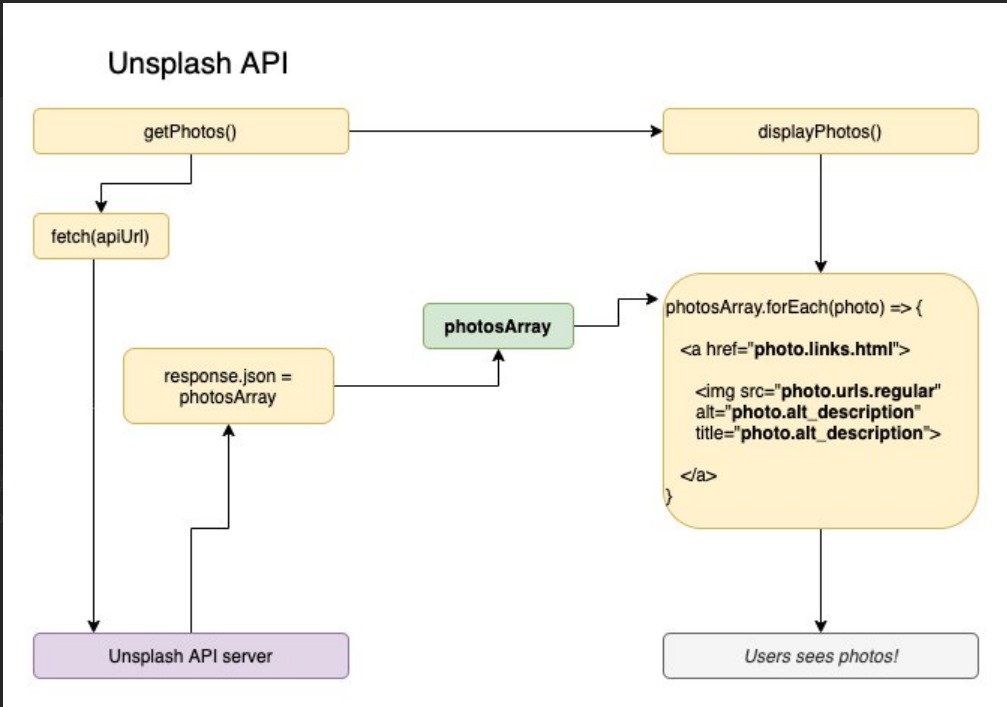 Unsplash API
getPhotos()
displayPhotos()
fetch(apiUrl)
photosArray
response.json =
photosArray
photosArray.forEach(photo) => {
<a href="photo.links.html">
<img src="photo.urls.regular"
alt="photo.alt_description"
title="photo.alt_description">
</a>
}
Unsplash API server
Users sees photos!